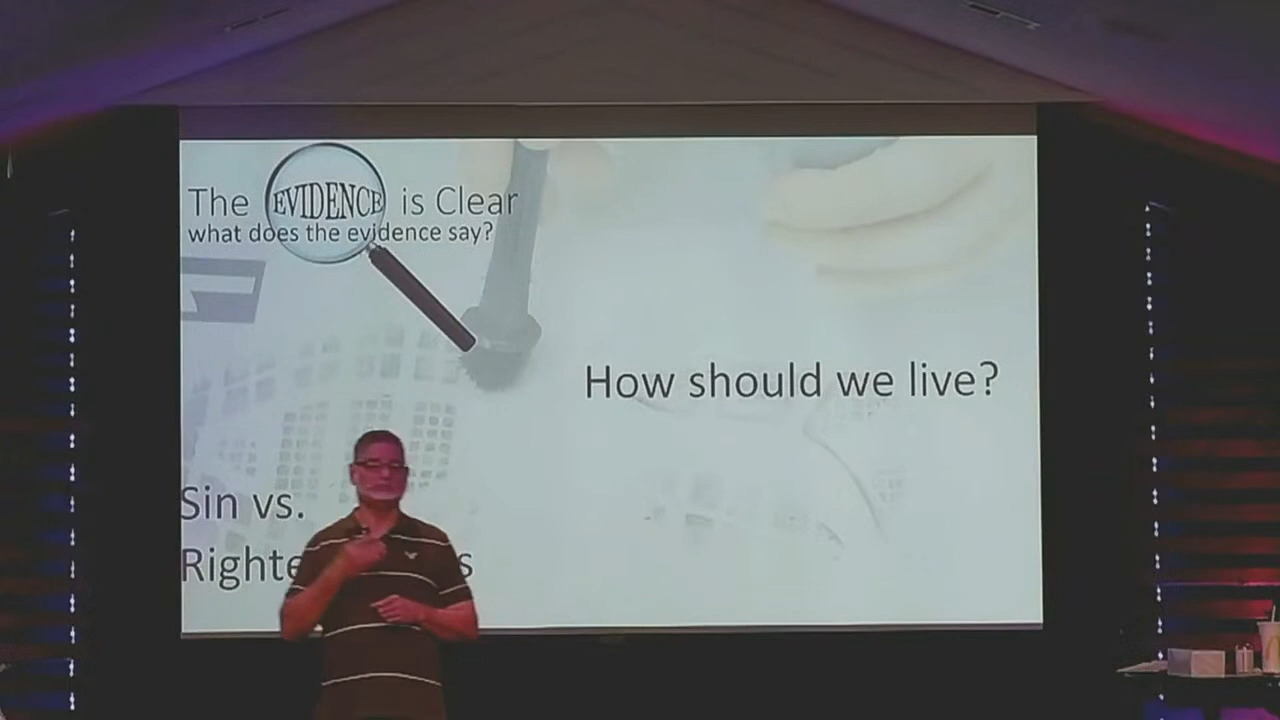 The EVIDENCE is Clear
what does the evidence say?
How should we live?
Sin vs.